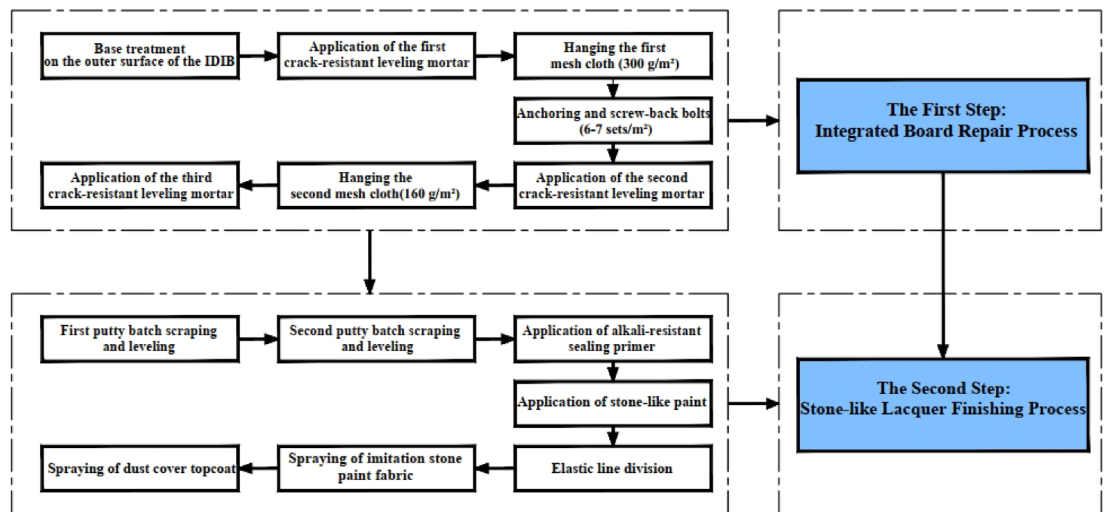 Base treatment
on the outer surface of the IDIB
Application of the first
crack-resistant leveling mortar
Hanging the first
mesh cloth (300 g/m²)
Anchoring and screw-back bolts
(6-7 sets/m²)
Application of the second
crack-resistant leveling mortar
Hanging the
second mesh cloth(160 g/m²)
Application of the third
crack-resistant leveling mortar
The First Step:
Integrated Board Repair Process
First putty batch scraping
and leveling
Second putty batch scraping
and leveling
Application of alkali-resistant
sealing primer
Application of stone-like paint
Elastic line division
Spraying of imitation stone
paint fabric
Spraying of dust cover topcoat
The Second Step:
Stone-like Lacquer Finishing Process